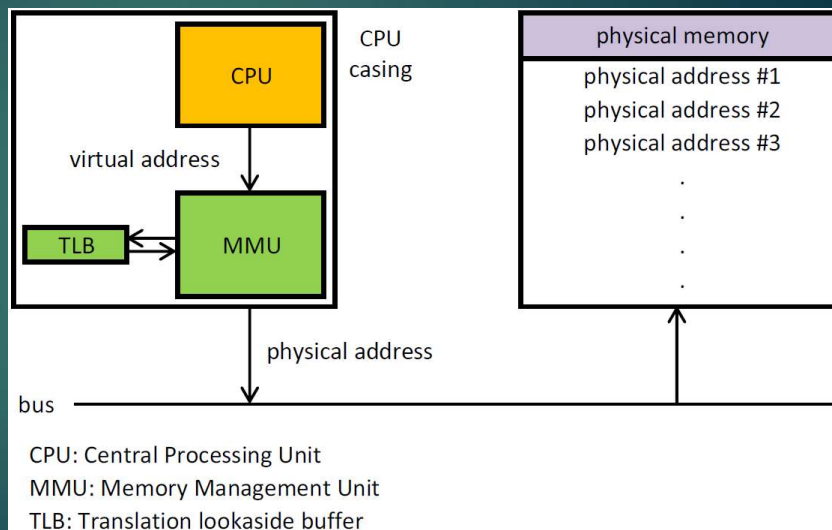 CPU
CPU
casing
virtual address
TLB
MMU
physical address
bus
physical memory
physical address #1
physical address #2
physical address #3
.
.
.
.
CPU: Central Processing Unit
MMU: Memory Management Unit
TLB: Translation lookaside buffer